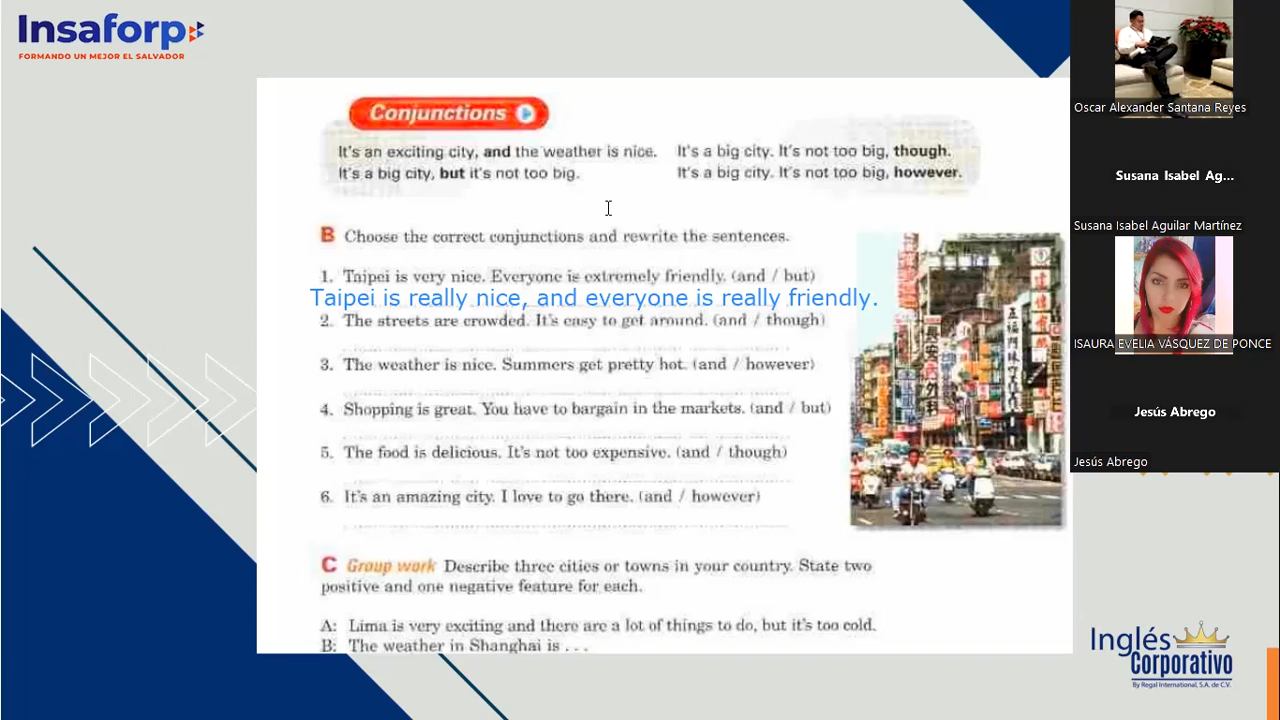 Insaforp
FORMANDO UN MEJOR EL SALVADOR
Conjunctions
It's an exciting city, and the weather is nice.
It's a big city, but it's not too big.
It's a big city. It's not too big, though.
It's a big city. It's not too big, however.
B Choose the correct conjunctions and rewrite the sentences.
1. Taipei is very nice. Everyone is extremely friendly. (and / but)
Taipei is really nice, and everyone is really friendly.
2. The streets are crowded. It's easy to get around. (and / though)
3. The weather is nice. Summers get pretty hot. (and / however)
4. Shopping is great. You have to bargain in the markets. (and / but)
5. The food is delicious. It's not too expensive. (and / though)
6. It's an amazing city. I love to go there. (and / however)
C Group work Describe three cities or towns in your country. State two
positive and one negative feature for each.
A: Lima is very exciting and there are a lot of things to do, but it's too cold.
B: The weather in Shanghai is . . .
Oscar Alexander Santana Reyes
Susana Isabel Ag...
Susana Isabel Aguilar Martínez
ISAURA EVELIA VÁSQUEZ DE PONCE
Jesús Abrego
Jesús Abrego
Inglés
Corporativo
By Regal International, S.A. de C.V.